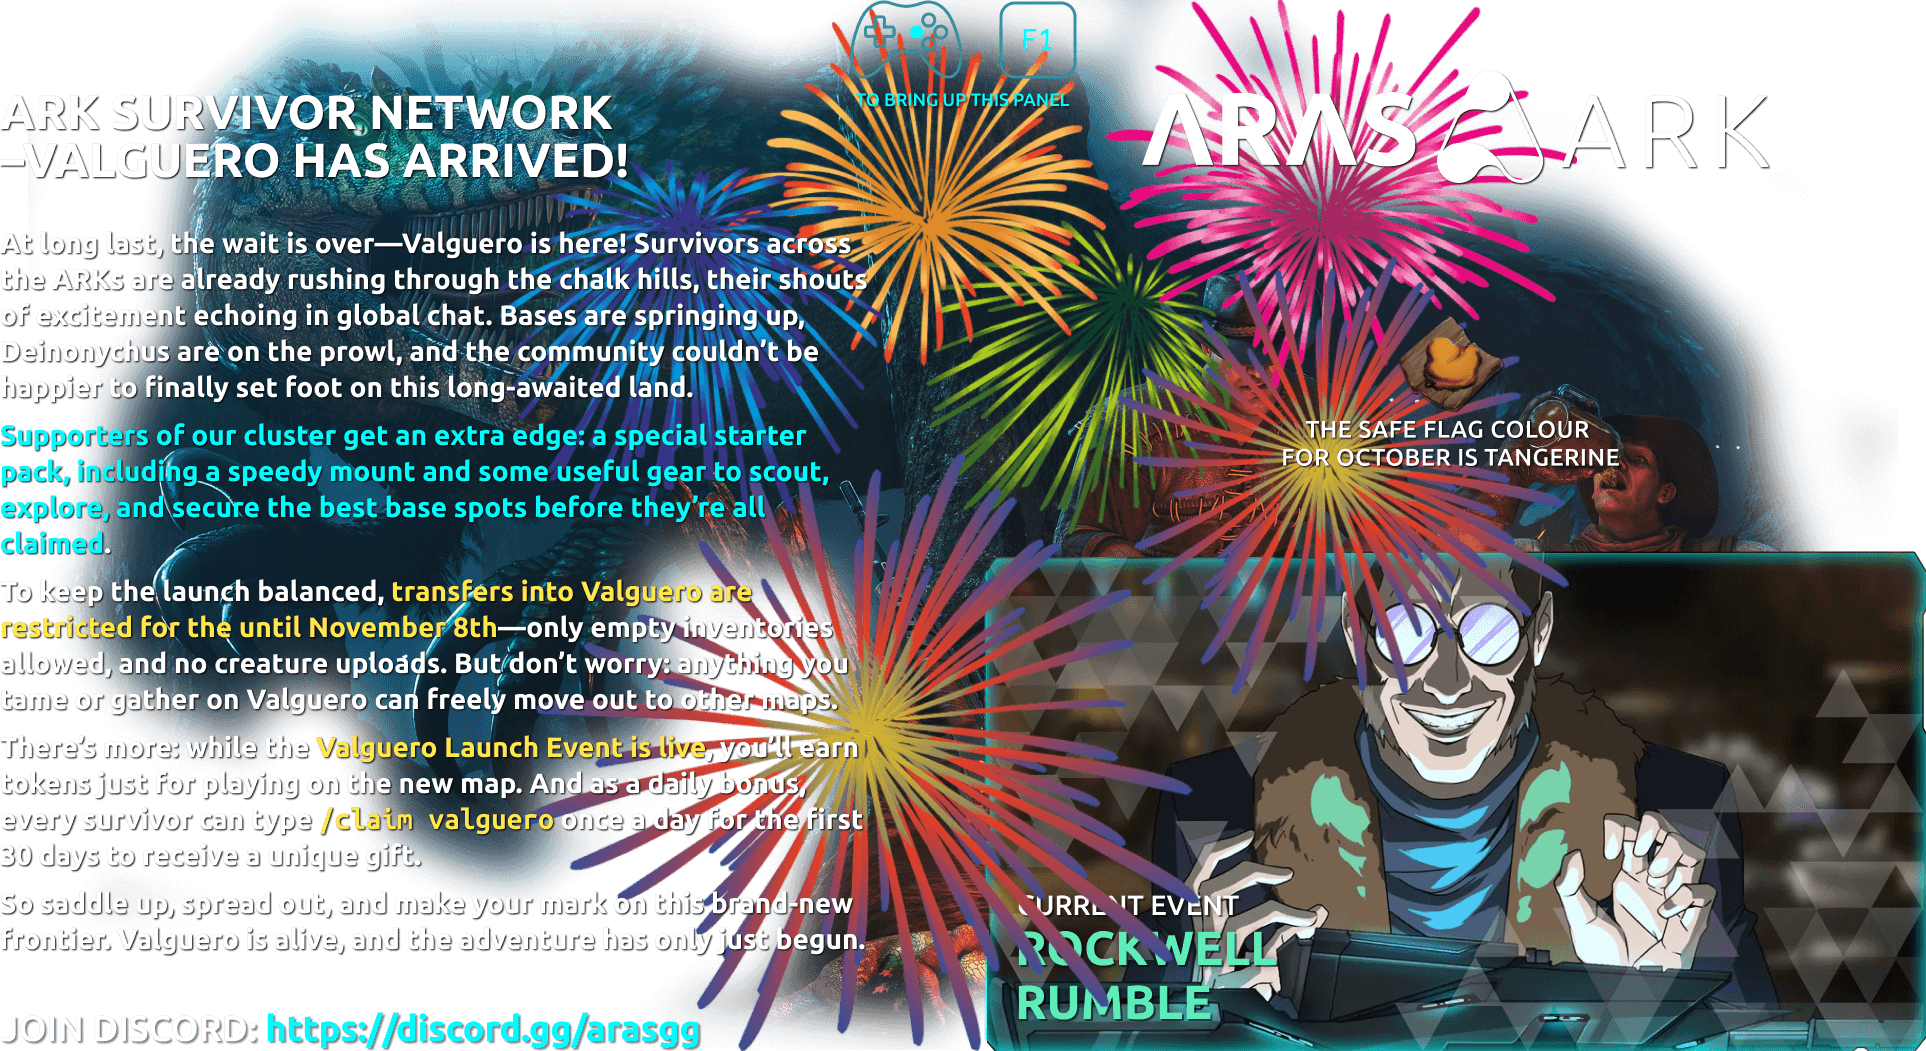 F1
TO BRING UP THIS PANEL
ARAS ARK
ARK SURVIVOR NETWORK
–VALGUERO HAS ARRIVED!
At long last, the wait is over—Valguero is here! Survivors across
the ARKs are already rushing through the chalk hills, their shouts
of excitement echoing in global chat. Bases are springing up,
Deinonychus are on the prowl, and the community couldn't be
happier to finally set foot on this long-awaited land.
Supporters of our cluster get an extra edge: a special starter
pack, including a speedy mount and some useful gear to scout,
explore, and secure the best base spots before they're all
claimed.
To keep the launch balanced, transfers into Valguero are
restricted for the until November 8th—only empty inventories
allowed, and no creature uploads. But don't worry: anything you
tame or gather on Valguero can freely move out to other maps.
There's more: while the Valguero Launch Event is live, you'll earn
tokens just for playing on the new map. And as a daily bonus,
every survivor can type /claim valguero once a day for the first
30 days to receive a unique gift.
So saddle up, spread out, and make your mark on this brand-new
frontier. Valguero is alive, and the adventure has only just begun.
JOIN DISCORD: https://discord.gg/arasgg
THE SAFE FLAG COLOUR
FOR OCTOBER IS TANGERINE
CURRENT EVENT
ROCKWELL
RUMBLE